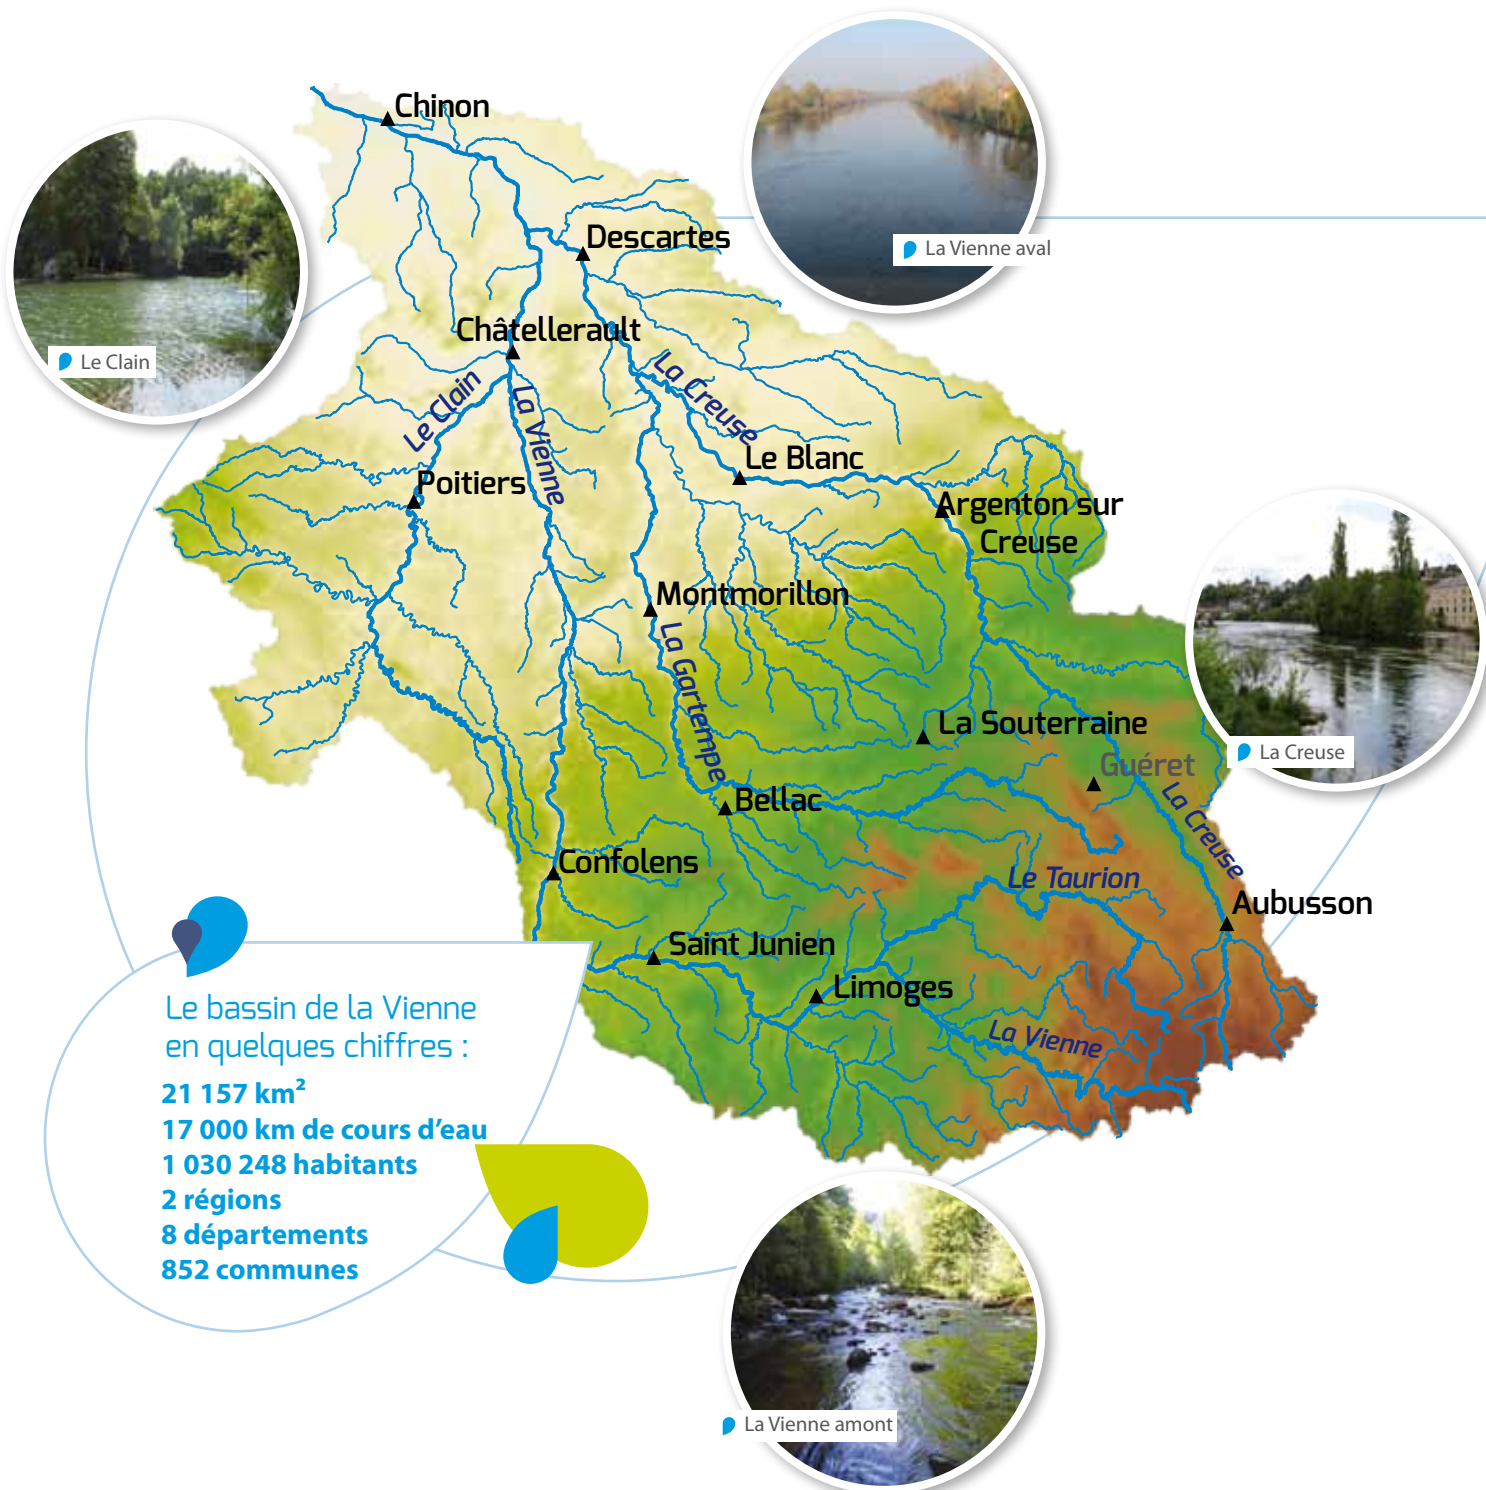 Chinon
La Vienne aval
Descartes
Le Clain
Châtellerault
La Creuse
Le Clain
La Vienne
Le Blanc
Poitiers
Argenton sur
Creuse
Montmorillon
La Gartempe
La Souterraine
La Creuse
Guéret
La Creuse
Bellac
Confolens
Le Taurion
Aubusson
Saint Junien
Limoges
La Vienne
Le bassin de la Vienne
en quelques chiffres :
21 157 km²
17 000 km de cours d'eau
1 030 248 habitants
2 régions
8 départements
852 communes
La Vienne amont